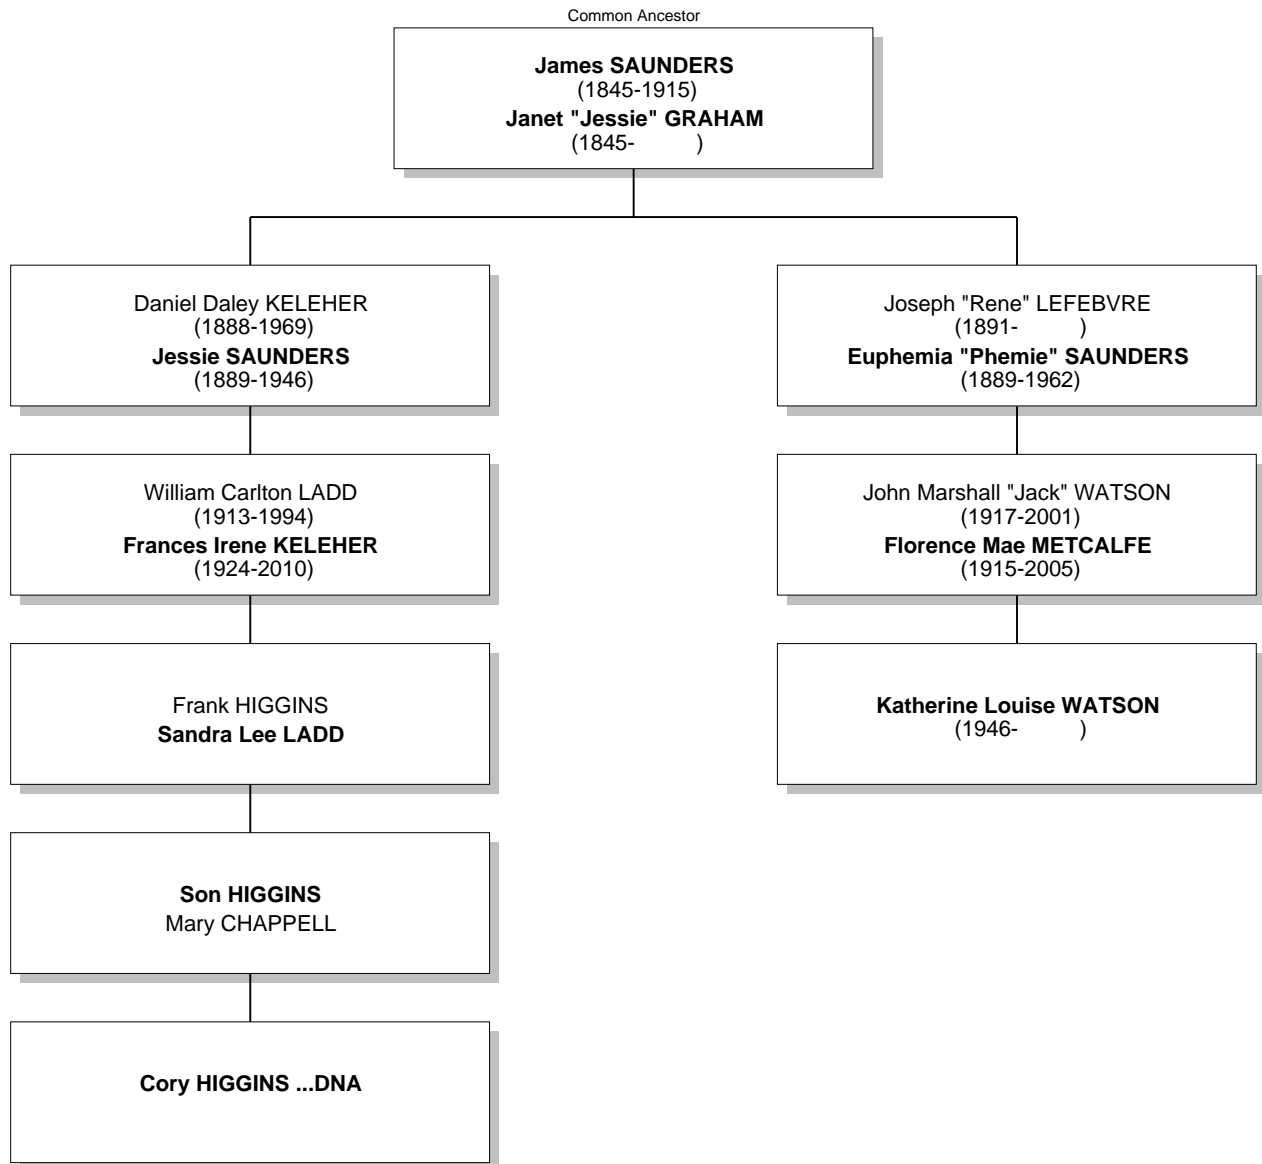 Common Ancestor
James SAUNDERS
(1845-1915)
Janet "Jessie" GRAHAM
(1845- )
Daniel Daley KELEHER
(1888-1969)
Jessie SAUNDERS
(1889-1946)
Joseph "Rene" LEFEBVRE
(1891- )
Euphemia "Phemie" SAUNDERS
(1889-1962)
William Carlton LADD
(1913-1994)
Frances Irene KELEHER
(1924-2010)
John Marshall "Jack" WATSON
(1917-2001)
Florence Mae METCALFE
(1915-2005)
Frank HIGGINS
Sandra Lee LADD
Katherine Louise WATSON
(1946- )
Son HIGGINS
Mary CHAPPELL
Cory HIGGINS ...DNA